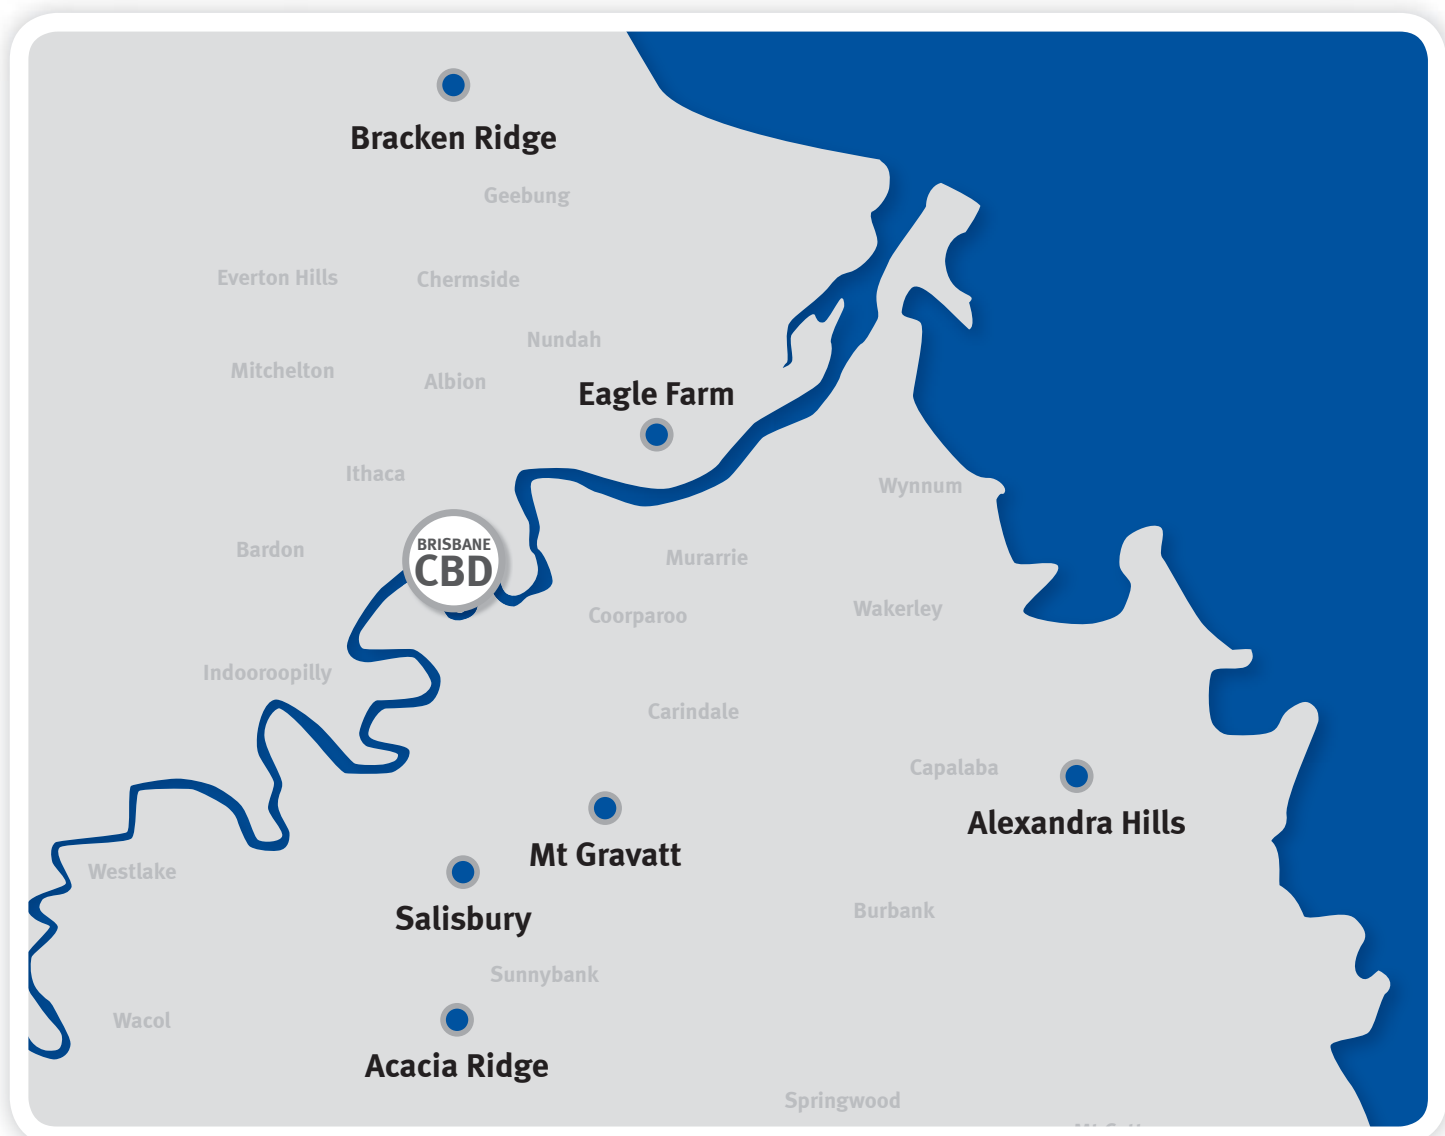 Bracken Ridge
Geebung
Everton Hills
Chermside
Nundah
Mitchelton
Albion
Eagle Farm
Ithaca
Wynnum
BRISBANE
CBD
Bardon
Murarrie
Wakerley
Coorparoo
Indooroopilly
Carindale
Capalaba
Alexandra Hills
Mt Gravatt
Westlake
Salisbury
Burbank
Sunnybank
Wacol
Acacia Ridge
Springwood